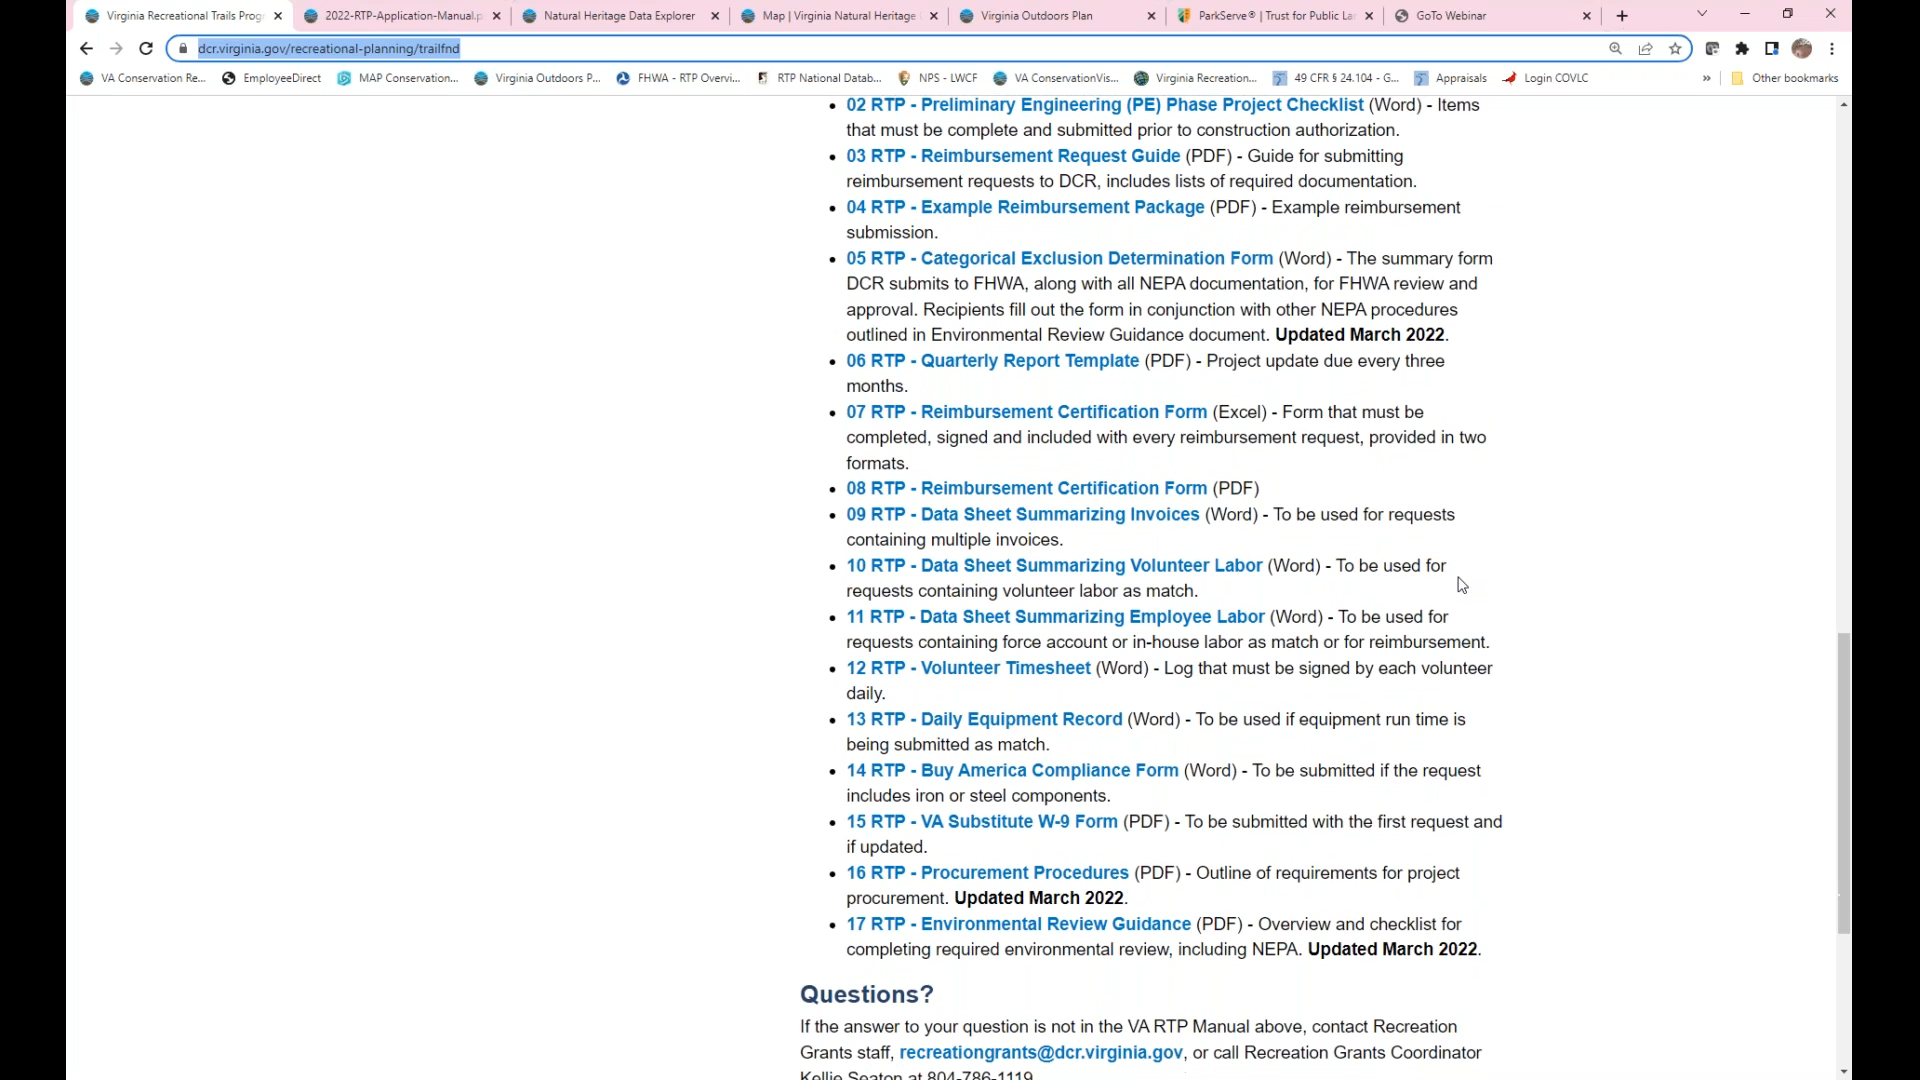 Virginia Recreational Trails Prog
2022-RTP-Application-Manual.p
Natural Heritage Data Explorer
Map | Virginia Natural Heritage
Virginia Outdoors Plan
ParkServe® | Trust for Public La
GoTo Webinar
dcr.virginia.gov/recreational-planning/trailfnd
VA Conservation Re...
EmployeeDirect
MAP Conservation...
Virginia Outdoors P...
FHWA - RTP Overvi...
RTP National Datab...
NPS - LWCF
VA ConservationVis...
Virginia Recreation...
49 CFR § 24.104 - G...
Appraisals
Login COVLC
»
Other bookmarks
• 02 RTP - Preliminary Engineering (PE) Phase Project Checklist (Word) - Items
that must be complete and submitted prior to construction authorization.
• 03 RTP - Reimbursement Request Guide (PDF) - Guide for submitting
reimbursement requests to DCR, includes lists of required documentation.
• 04 RTP - Example Reimbursement Package (PDF) - Example reimbursement
submission.
• 05 RTP - Categorical Exclusion Determination Form (Word) - The summary form
DCR submits to FHWA, along with all NEPA documentation, for FHWA review and
approval. Recipients fill out the form in conjunction with other NEPA procedures
outlined in Environmental Review Guidance document. Updated March 2022.
• 06 RTP - Quarterly Report Template (PDF) - Project update due every three
months.
• 07 RTP - Reimbursement Certification Form (Excel) - Form that must be
completed, signed and included with every reimbursement request, provided in two
formats.
• 08 RTP - Reimbursement Certification Form (PDF)
• 09 RTP - Data Sheet Summarizing Invoices (Word) - To be used for requests
containing multiple invoices.
• 10 RTP - Data Sheet Summarizing Volunteer Labor (Word) - To be used for
requests containing volunteer labor as match.
• 11 RTP - Data Sheet Summarizing Employee Labor (Word) - To be used for
requests containing force account or in-house labor as match or for reimbursement.
• 12 RTP - Volunteer Timesheet (Word) - Log that must be signed by each volunteer
daily.
• 13 RTP - Daily Equipment Record (Word) - To be used if equipment run time is
being submitted as match.
• 14 RTP - Buy America Compliance Form (Word) - To be submitted if the request
includes iron or steel components.
• 15 RTP - VA Substitute W-9 Form (PDF) - To be submitted with the first request and
if updated.
• 16 RTP - Procurement Procedures (PDF) - Outline of requirements for project
procurement. Updated March 2022.
• 17 RTP - Environmental Review Guidance (PDF) - Overview and checklist for
completing required environmental review, including NEPA. Updated March 2022.
Questions?
If the answer to your question is not in the VA RTP Manual above, contact Recreation
Grants staff, recreationgrants@dcr.virginia.gov, or call Recreation Grants Coordinator
Kellie Seaton at 804-786-1119